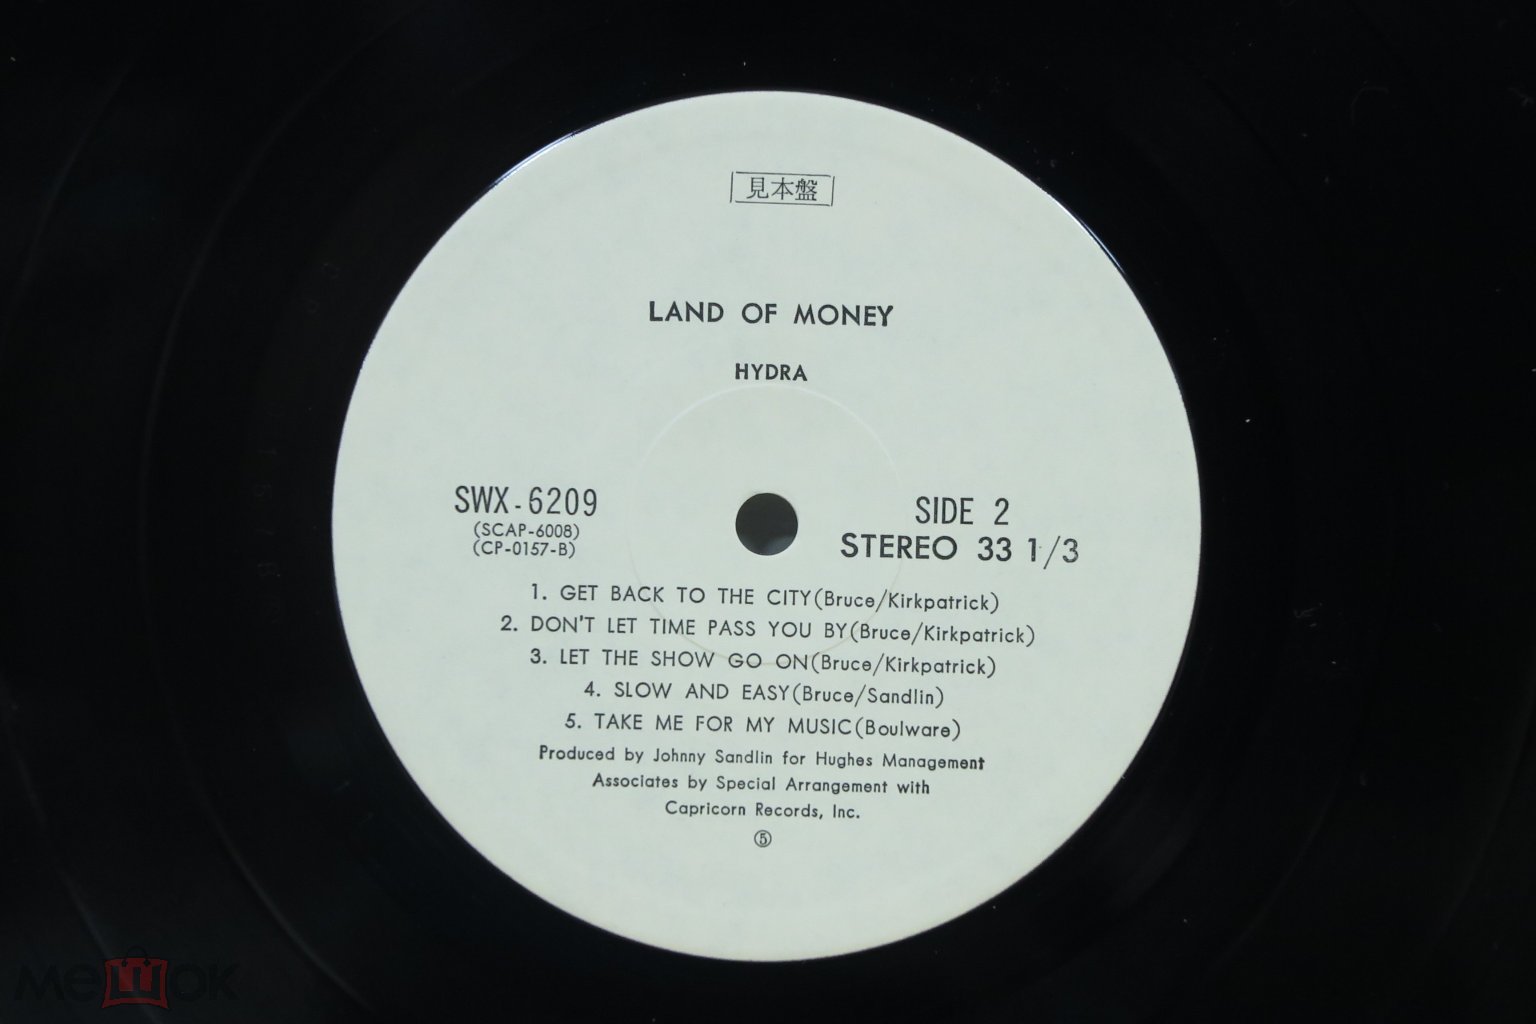 見本盤
LAND OF MONEY
HYDRA
SWX-6209
(SCAP-6008)
(CP-0157-B)
SIDE 2
STEREO 33 1/3
1. GET BACK TO THE CITY(Bruce/Kirkpatrick)
2. DON'T LET TIME PASS YOU BY(Bruce/Kirkpatrick)
3. LET THE SHOW GO ON(Bruce/Kirkpatrick)
4. SLOW AND EASY(Bruce/Sandlin)
5. TAKE ME FOR MY MUSIC(Boulware)
Produced by Johnny Sandlin for Hughes Management
Associates by Special Arrangement with
Capricorn Records, Inc.
⑤
мешок